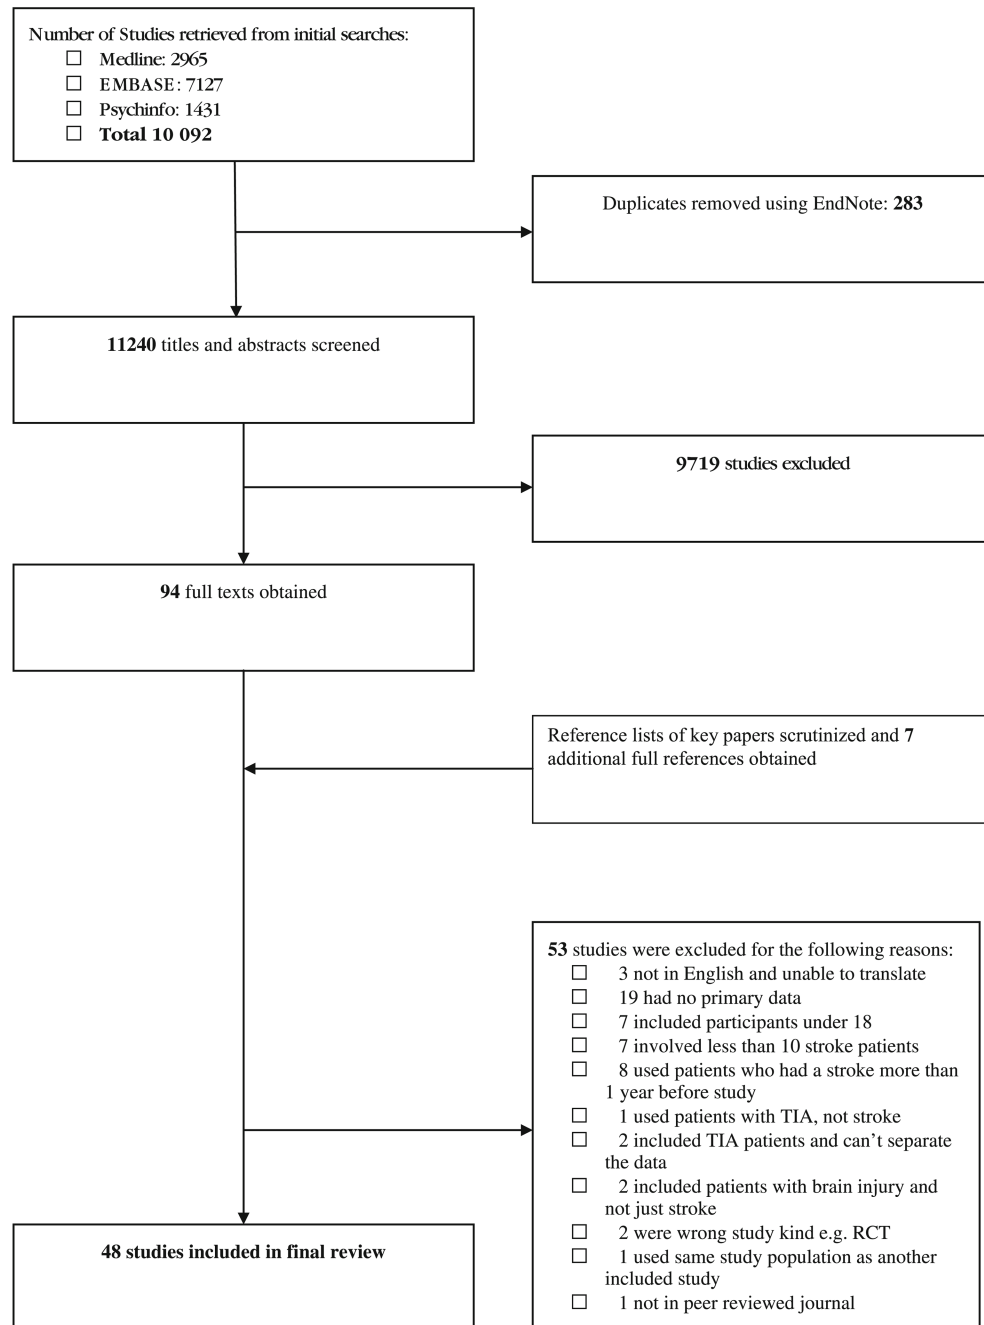 Number of Studies retrieved from initial searches:
☐ Medline: 2965
☐ EMBASE: 7127
☐ Psychinfo: 1431
☐ Total 10 092
Duplicates removed using EndNote: 283
11240 titles and abstracts screened
9719 studies excluded
94 full texts obtained
Reference lists of key papers scrutinized and 7
additional full references obtained
53 studies were excluded for the following reasons:
☐ 3 not in English and unable to translate
☐ 19 had no primary data
☐ 7 included participants under 18
☐ 7 involved less than 10 stroke patients
☐ 8 used patients who had a stroke more than
1 year before study
☐ 1 used patients with TIA, not stroke
☐ 2 included TIA patients and can't separate
the data
☐ 2 included patients with brain injury and
not just stroke
☐ 2 were wrong study kind e.g. RCT
☐ 1 used same study population as another
included study
☐ 1 not in peer reviewed journal
48 studies included in final review